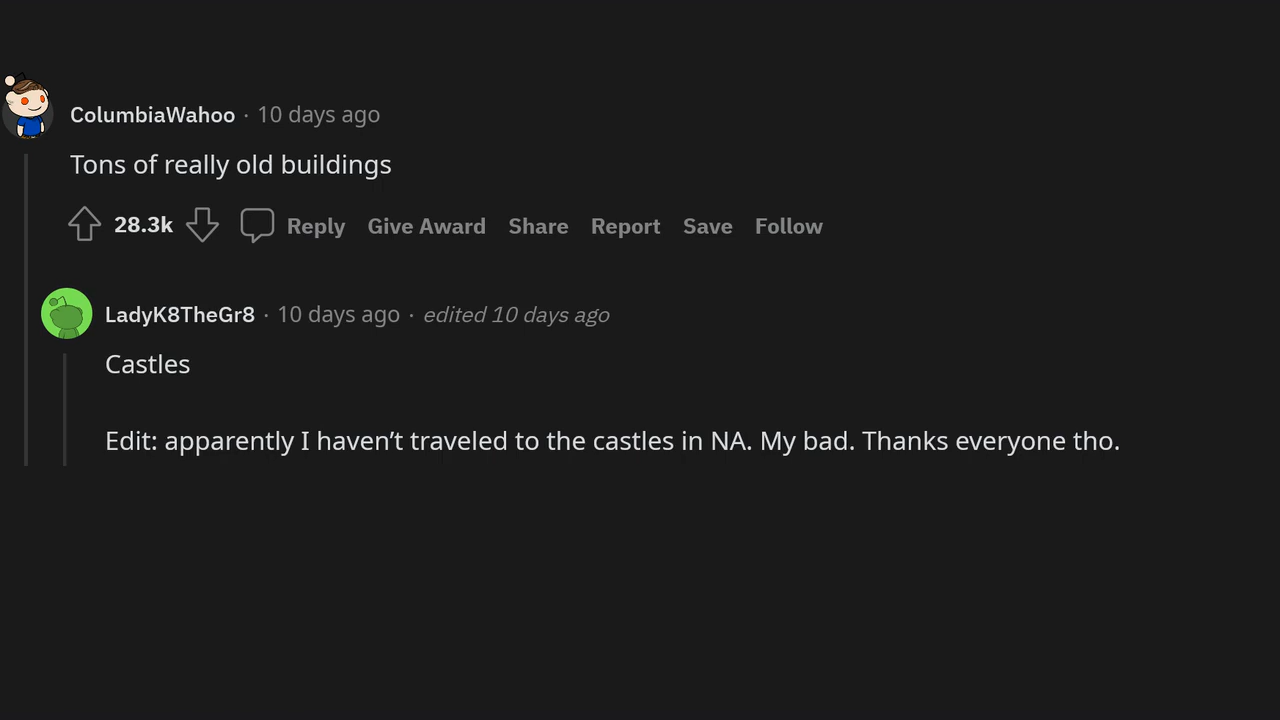 ColumbiaWahoo · 10 days ago
Tons of really old buildings
28.3k Reply Give Award Share Report Save Follow
LadyK8TheGr8 · 10 days ago · edited 10 days ago
Castles
Edit: apparently I haven’t traveled to the castles in NA. My bad. Thanks everyone tho.